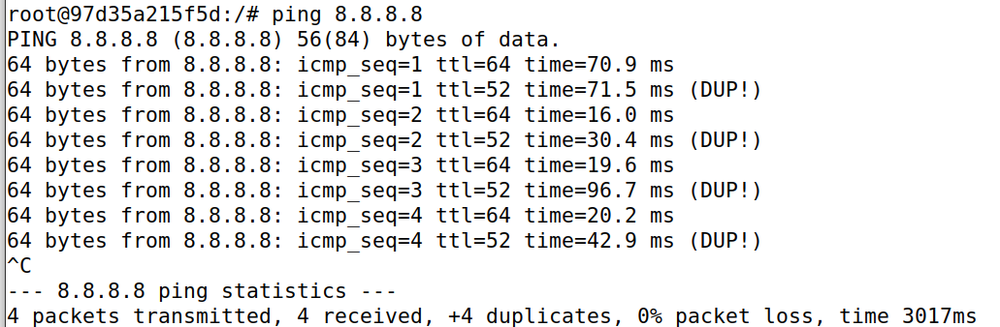 root@97d35a215f5d:/# ping 8.8.8.8
PING 8.8.8.8 (8.8.8.8) 56(84) bytes of data.
64 bytes from 8.8.8.8: icmp_seq=1 ttl=64 time=70.9 ms
64 bytes from 8.8.8.8: icmp_seq=1 ttl=52 time=71.5 ms (DUP!)
64 bytes from 8.8.8.8: icmp_seq=2 ttl=64 time=16.0 ms
64 bytes from 8.8.8.8: icmp_seq=2 ttl=52 time=30.4 ms (DUP!)
64 bytes from 8.8.8.8: icmp_seq=3 ttl=64 time=19.6 ms
64 bytes from 8.8.8.8: icmp_seq=3 ttl=52 time=96.7 ms (DUP!)
64 bytes from 8.8.8.8: icmp_seq=4 ttl=64 time=20.2 ms
64 bytes from 8.8.8.8: icmp_seq=4 ttl=52 time=42.9 ms (DUP!)
^C
--- 8.8.8.8 ping statistics ---
4 packets transmitted, 4 received, +4 duplicates, 0% packet loss, time 3017ms